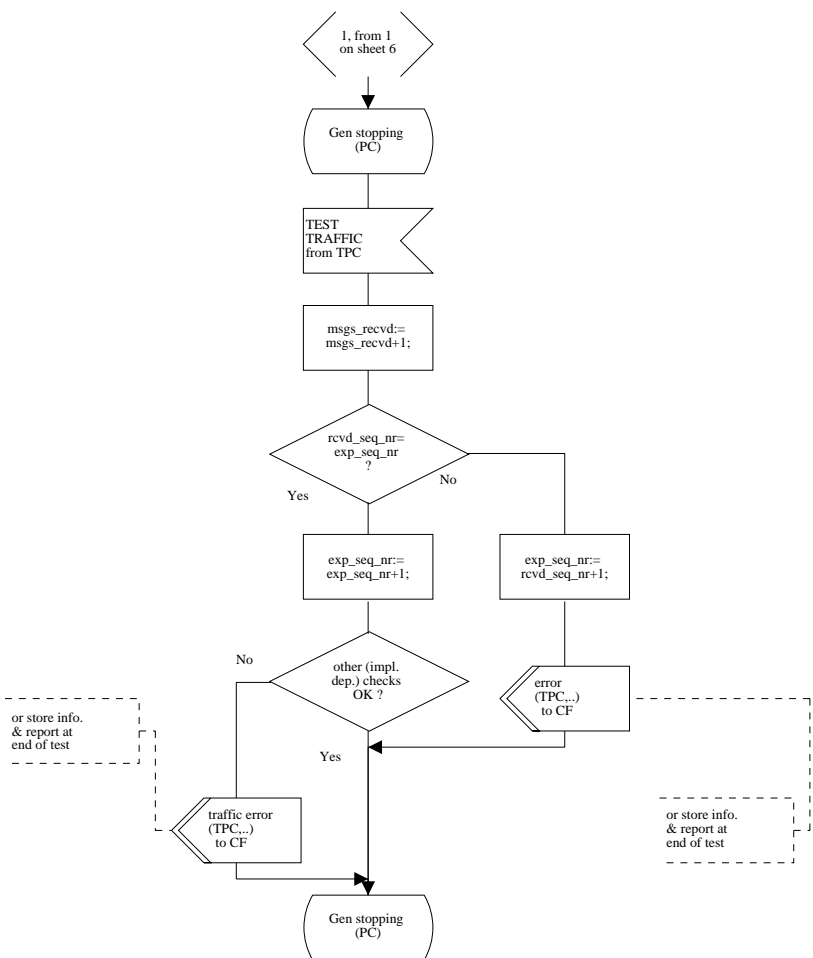 1, from 1
on sheet 6
Gen stopping
(PC)
TEST
TRAFFIC
from TPC
msgs_recvd:=
msgs_recvd+1;
rcvd_seq_nr=
exp_seq_nr
?
Yes
No
exp_seq_nr:=
exp_seq_nr+1;
exp_seq_nr:=
rcvd_seq_nr+1;
No
other (impl.
dep.) checks
OK ?
error
(TPC,..)
to CF
or store info.
& report at
end of test
Yes
traffic error
(TPC,..)
to CF
or store info.
& report at
end of test
Gen stopping
(PC)